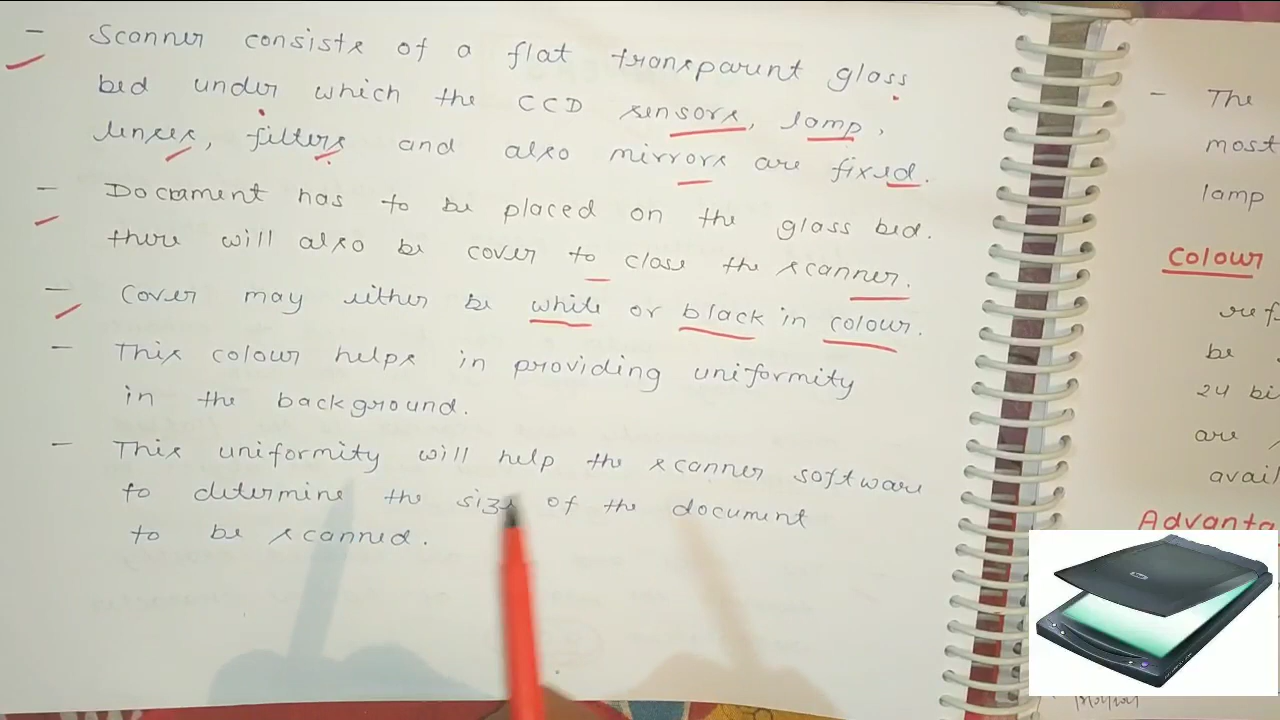 - Scanner consists of a flat transparent glass
bed under which the CCD sensors, lamp,
lenses, filters and also mirrors are fixed.
- Document has to be placed on the glass bed.
there will also be cover to close the scanner.
- Cover may either be white or black in colour.
- This colour helps in providing uniformity
in the background.
- This uniformity will help the scanner software
to determine the size of the document
to be scanned.
- The
most
lamp
Colour
ref
be
24 bi
are
avail
Advanta